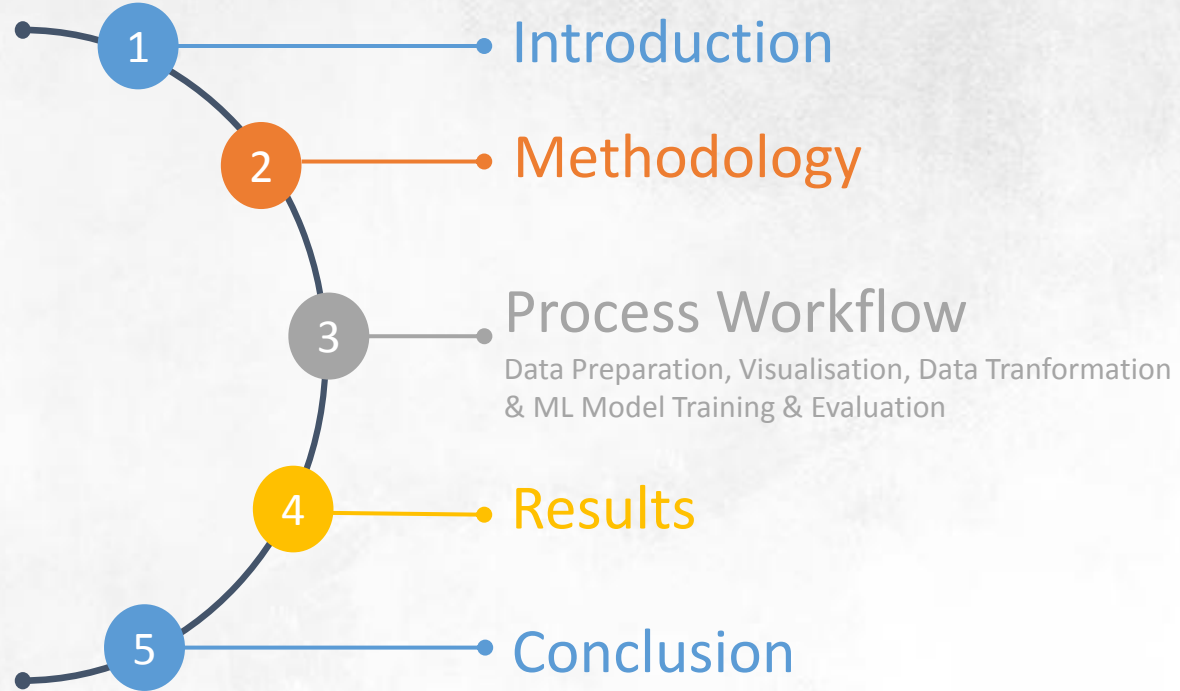 1 Introduction
2 Methodology
3 Process Workflow
Data Preparation, Visualisation, Data Tranformation
& ML Model Training & Evaluation
4 Results
5 Conclusion